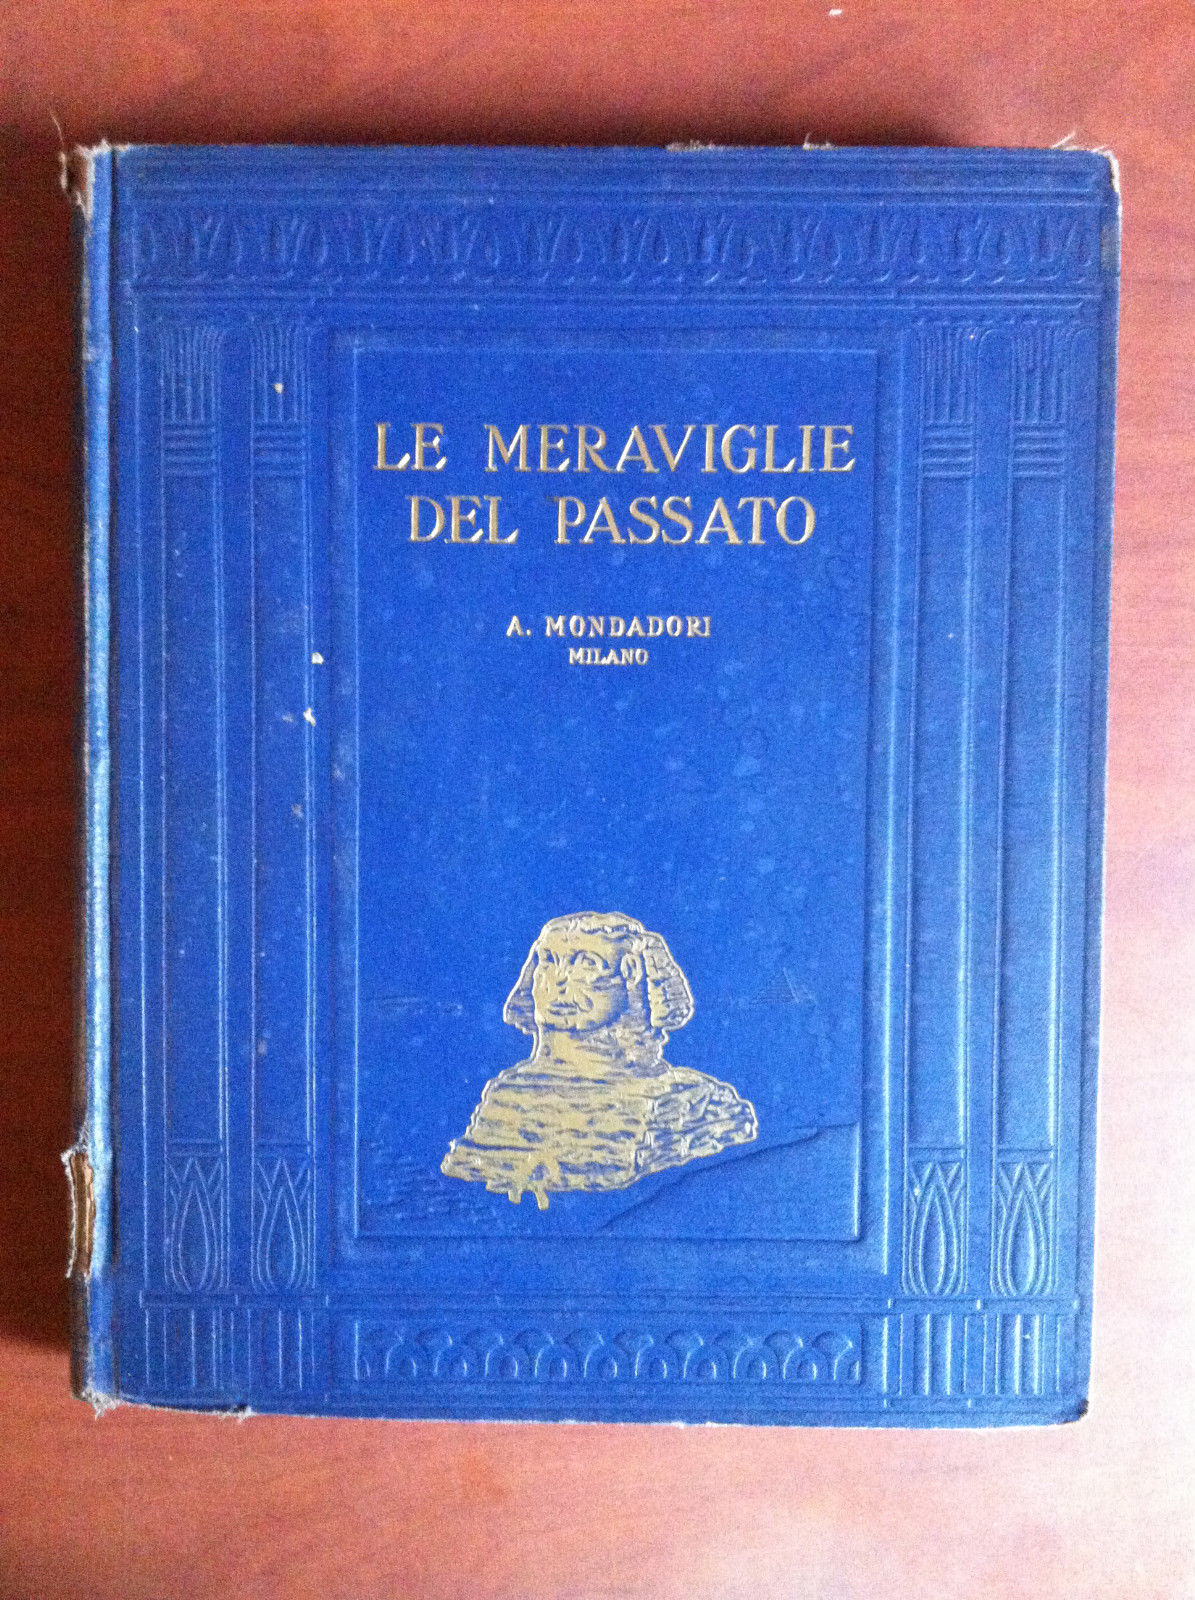 LE MERAVIGLIE
DEL PASSATO
A. MONDADORI
MILANO